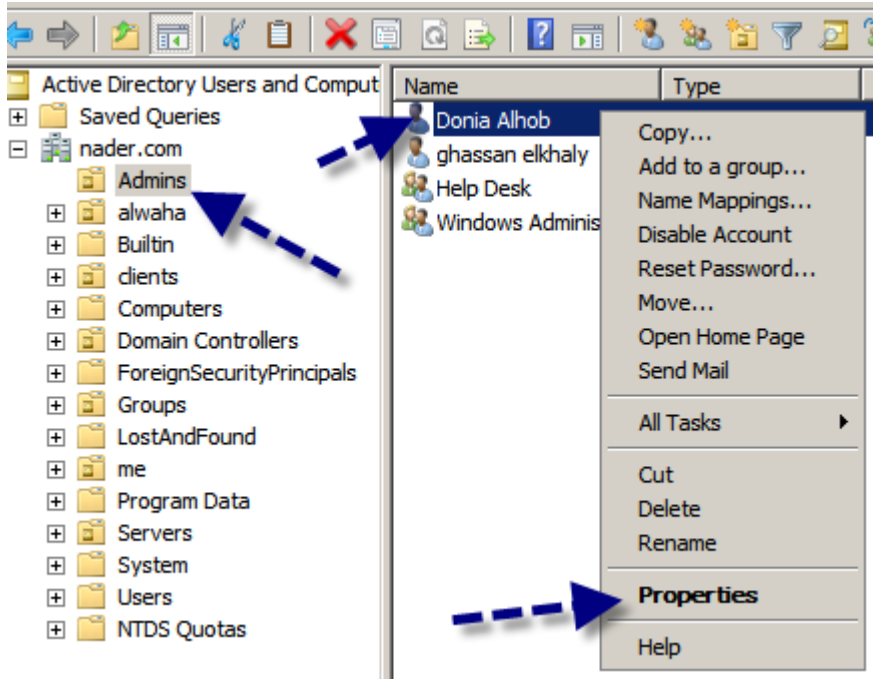 Active Directory Users and Comput
Saved Queries
nader.com
Admins
alwaha
Builtin
clients
Computers
Domain Controllers
ForeignSecurityPrincipals
Groups
LostAndFound
me
Program Data
Servers
System
Users
NTDS Quotas
Name Type
Donia Alhob
ghassan elkhaly
Help Desk
Windows Adminis
Copy...
Add to a group...
Name Mappings...
Disable Account
Reset Password...
Move...
Open Home Page
Send Mail
All Tasks
Cut
Delete
Rename
Properties
Help